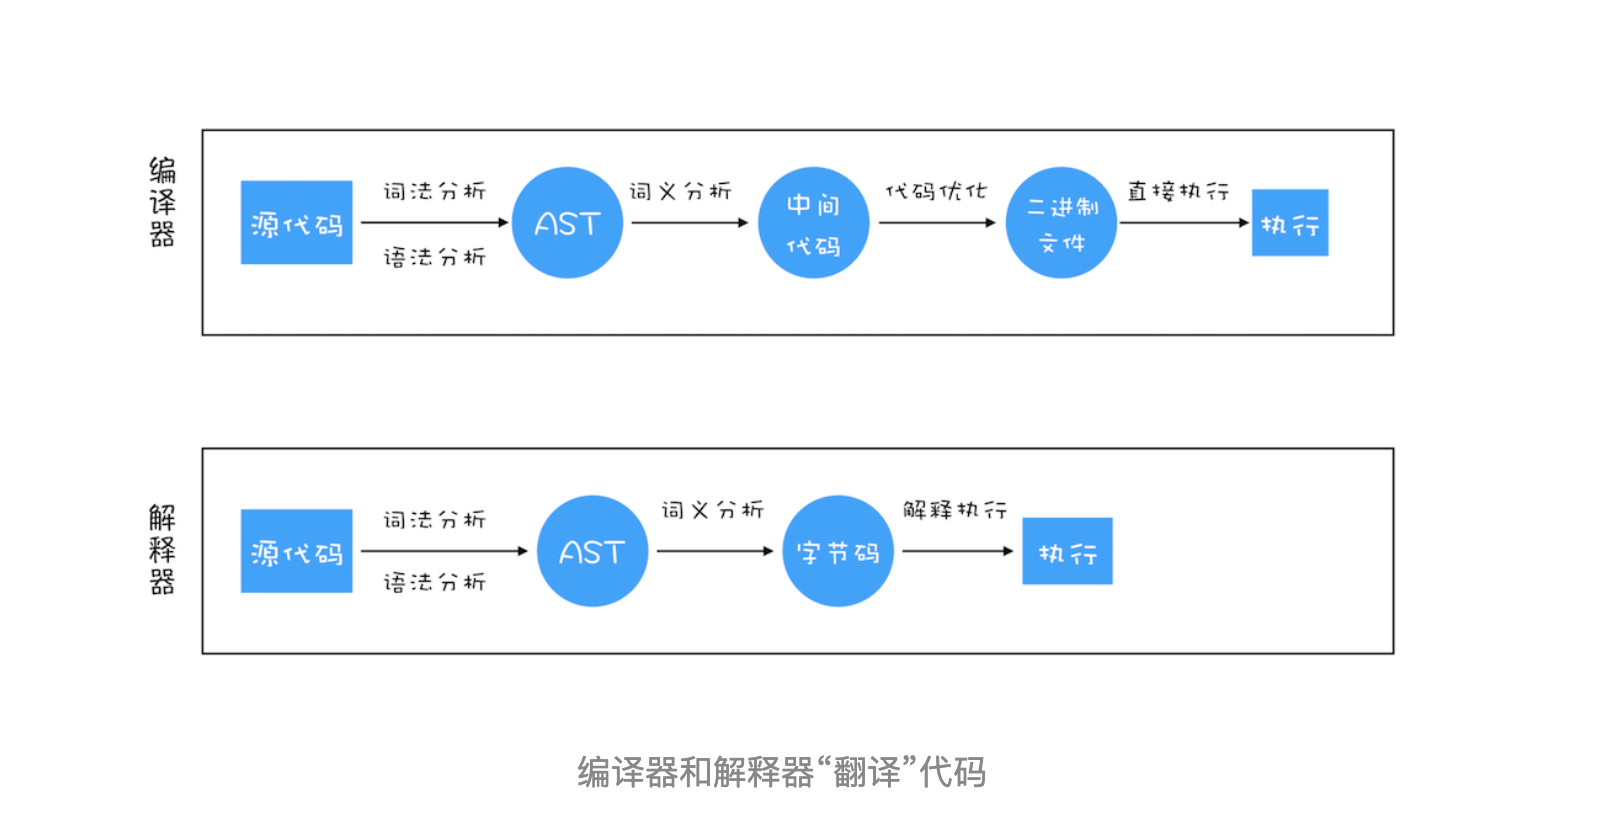 编译器
源代码
词法分析
语法分析
AST
词义分析
中间
代码
代码优化
二进制
文件
直接执行
执行
解释器
源代码
词法分析
语法分析
AST
词义分析
字节码
解释执行
执行
编译器和解释器“翻译”代码